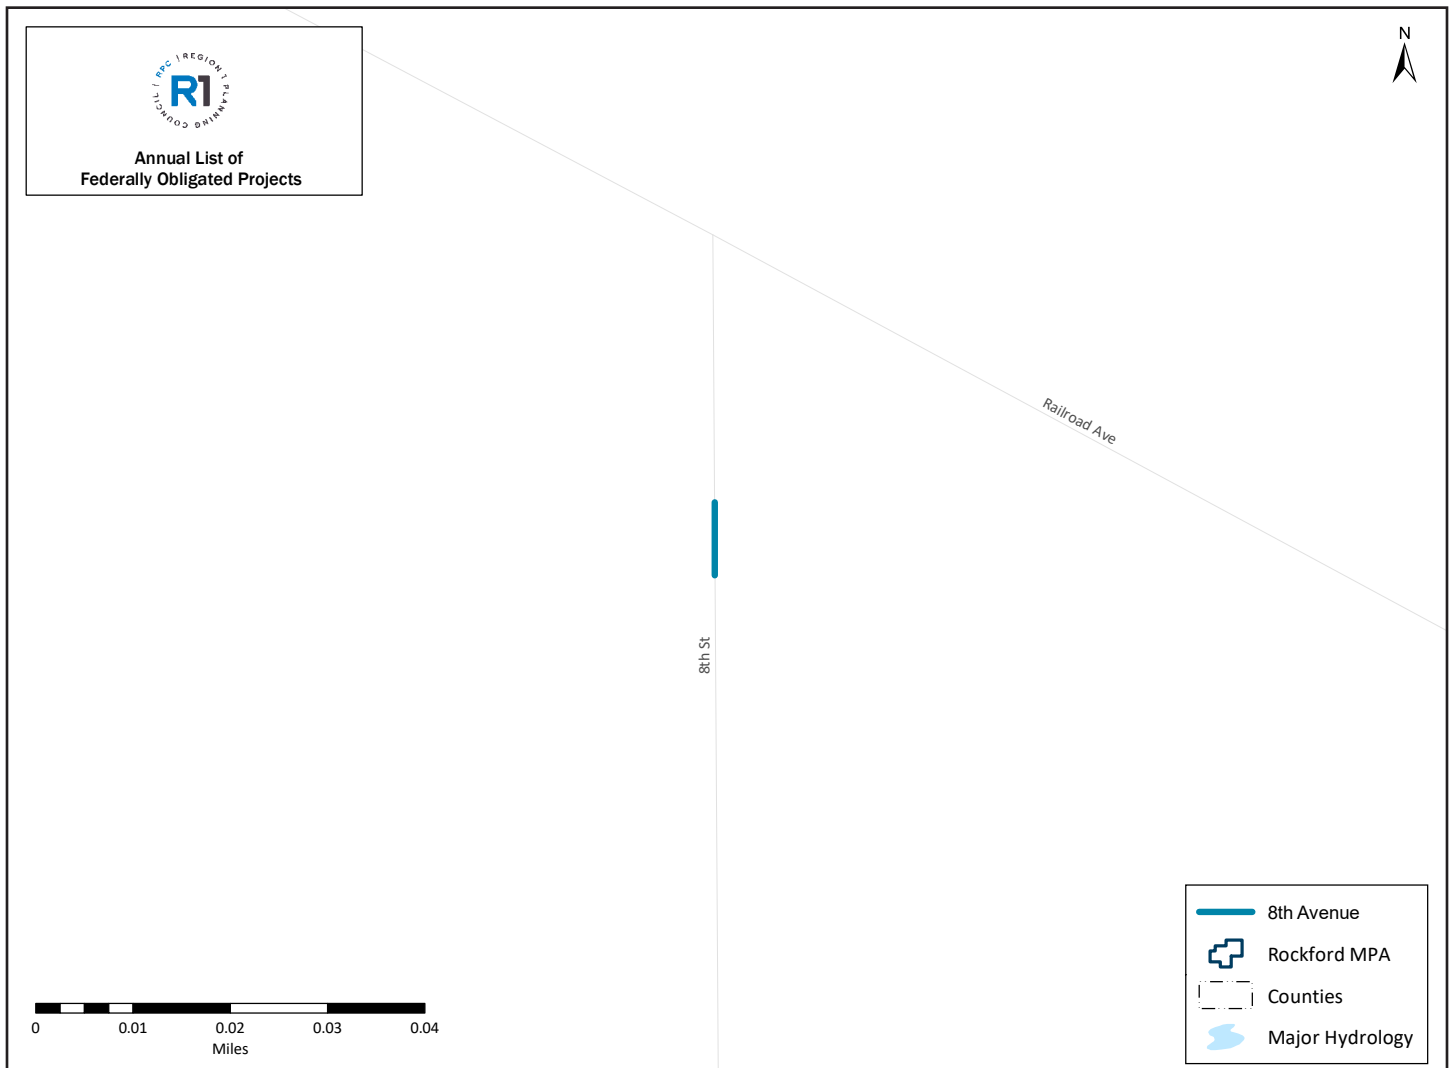 RPC | REGION 1 PLANNING COUNCIL |
R1
Annual List of
Federally Obligated Projects
N
Railroad Ave
8th St
8th Avenue
Rockford MPA
Counties
Major Hydrology
0 0.01 0.02 0.03 0.04
Miles